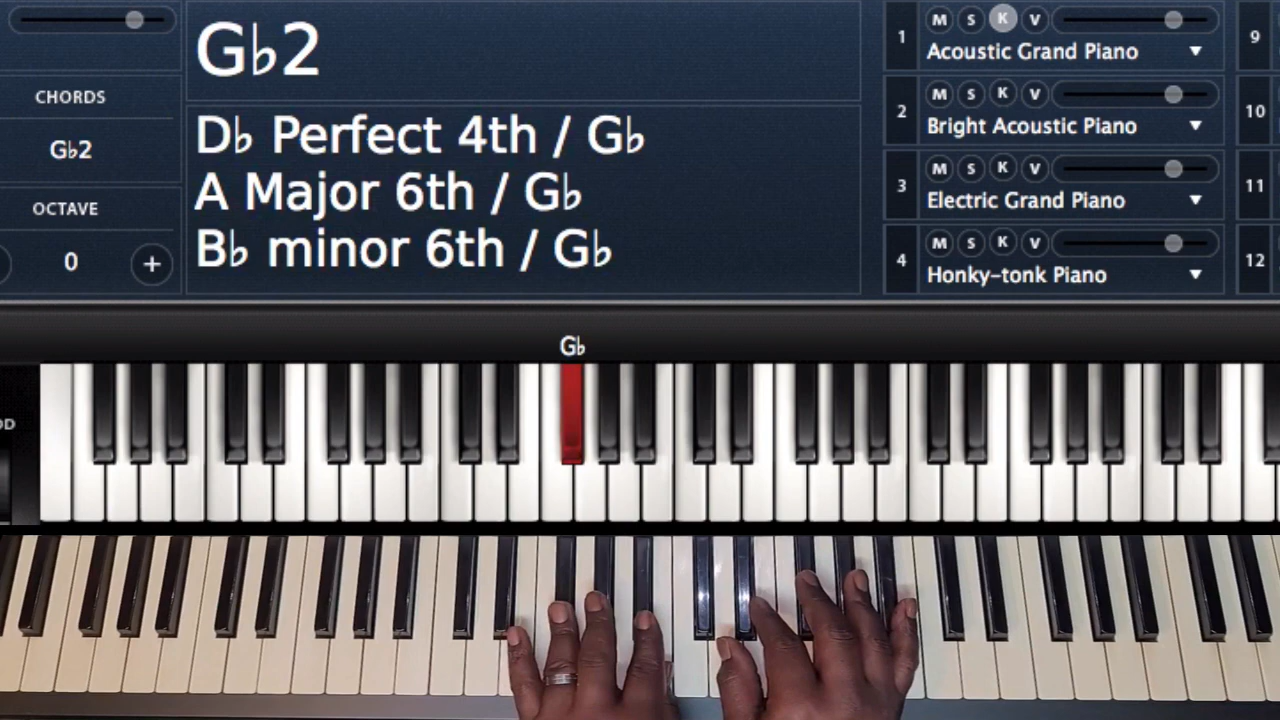 CHORDS
G♭2
OCTAVE
0
+
G♭2
D♭ Perfect 4th / G♭
A Major 6th / G♭
B♭ minor 6th / G♭
1
M S K V
Acoustic Grand Piano
2
M S K V
Bright Acoustic Piano
3
M S K V
Electric Grand Piano
4
M S K V
Honky-tonk Piano
9
10
11
12
G♭